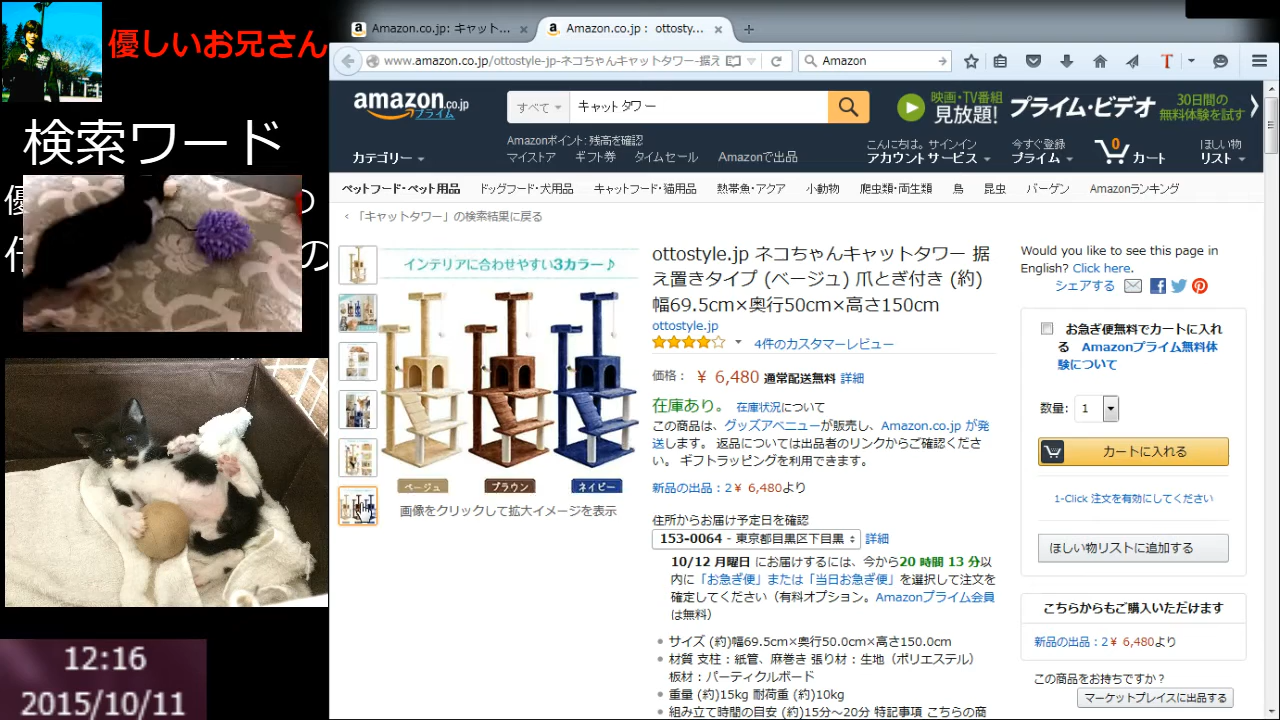 優しいお兄さん
検索ワード
12:16
2015/10/11
Amazon.co.jp: キャット...
Amazon.co.jp： ottosty...
www.amazon.co.jp/ottostyle-jp-ネコちゃんキャットタワー-据え
Amazon
amazon.co.jp
プライム
すべて
キャットタワー
映画・TV番組
見放題!
プライム・ビデオ
30日間の
無料体験を試す
Amazonポイント: 残高を確認
カテゴリー
マイストア ギフト券 タイムセール Amazonで出品
こんにちは。サインイン
アカウントサービス
今すぐ登録
プライム
0
カート
ほしい物
リスト
ペットフード・ペット用品 ドッグフード・犬用品 キャットフード・猫用品 熱帯魚・アクア 小動物 爬虫類・両生類 鳥 昆虫 バーゲン Amazonランキング
‹ 「キャットタワー」の検索結果に戻る
インテリアに合わせやすい3カラー♪
ベージュ ブラウン ネイビー
画像をクリックして拡大イメージを表示
ottostyle.jp ネコちゃんキャットタワー 据
え置きタイプ (ベージュ) 爪とぎ付き (約)
幅69.5cm×奥行50cm×高さ150cm
ottostyle.jp
4件のカスタマーレビュー
価格： ￥ 6,480 通常配送無料 詳細
在庫あり。 在庫状況について
この商品は、グッズアベニューが販売し、Amazon.co.jp が発
送します。 返品については出品者のリンクからご確認くださ
い。 ギフトラッピングを利用できます。
新品の出品：2￥ 6,480より
住所からお届け予定日を確認
153-0064 - 東京都目黒区下目黒 詳細
10/12 月曜日 にお届けするには、今から20 時間 13 分以
内に「お急ぎ便」または「当日お急ぎ便」を選択して注文を
確定してください（有料オプション。Amazonプライム会員
は無料）
サイズ (約)幅69.5cm×奥行50.0cm×高さ150.0cm
材質 支柱：紙管、麻巻き 張り材：生地（ポリエステル）
板材：パーティクルボード
重量 (約)15kg 耐荷重 (約)10kg
組み立て時間の目安 (約)15分～20分 特記事項 こちらの商
Would you like to see this page in
English? Click here.
シェアする
お急ぎ便無料でカートに入れ
る Amazonプライム無料体
験について
数量: 1
カートに入れる
1-Click 注文を有効にしてください
ほしい物リストに追加する
こちらからもご購入いただけます
新品の出品：2￥ 6,480より
この商品をお持ちですか？
マーケットプレイスに出品する